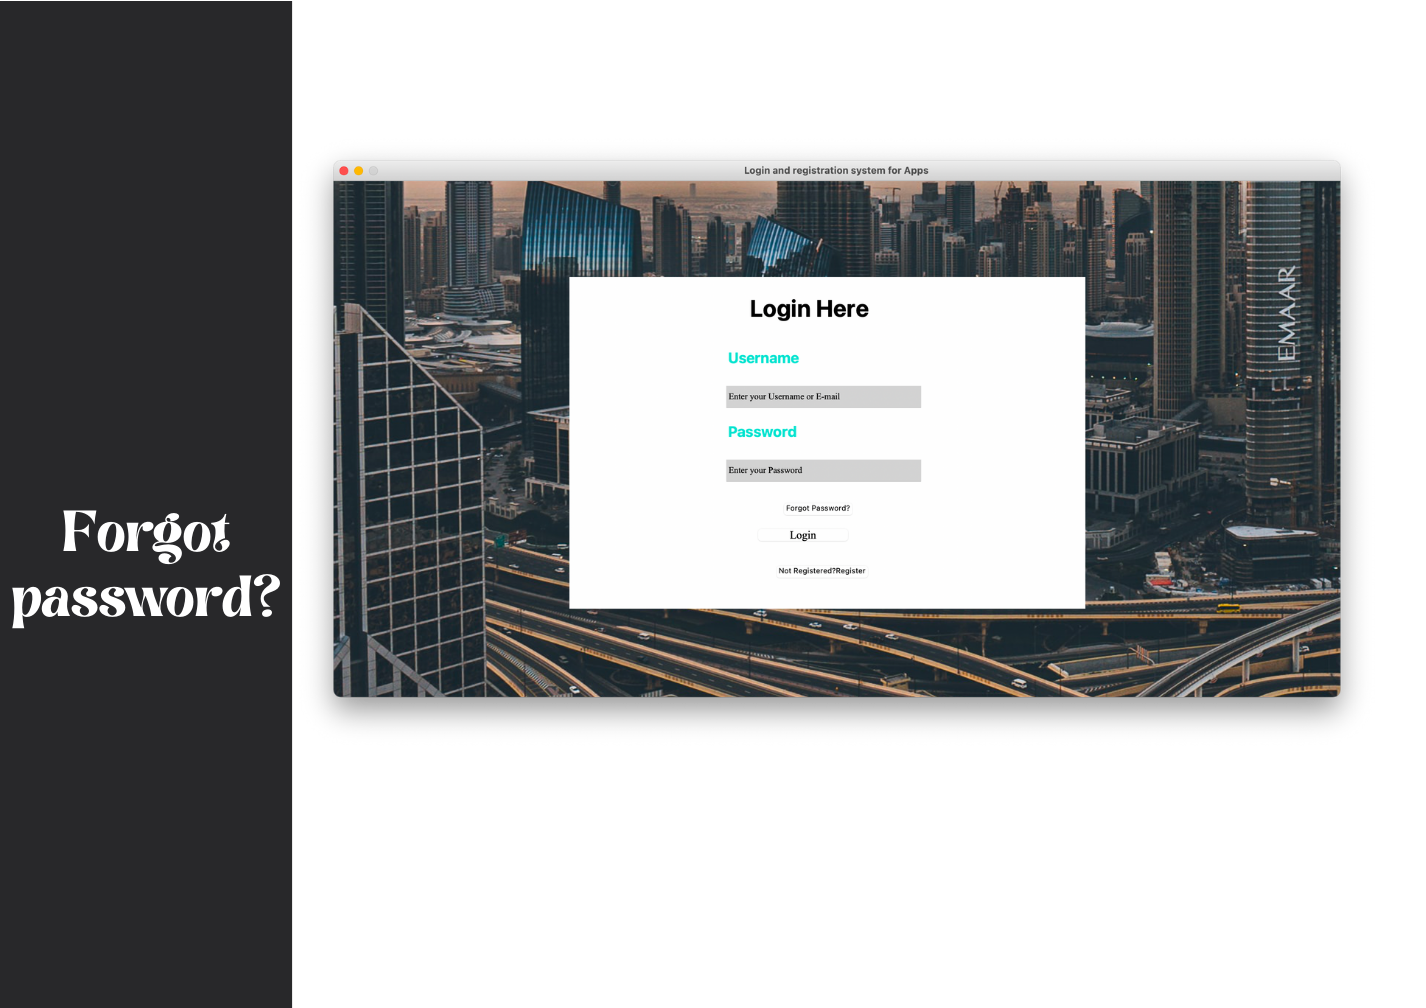 Forgot
password?
Login and registration system for Apps
EMAAR
Login Here
Username
Enter your Username or E-mail
Password
Enter your Password
Forgot Password?
Login
Not Registered?Register